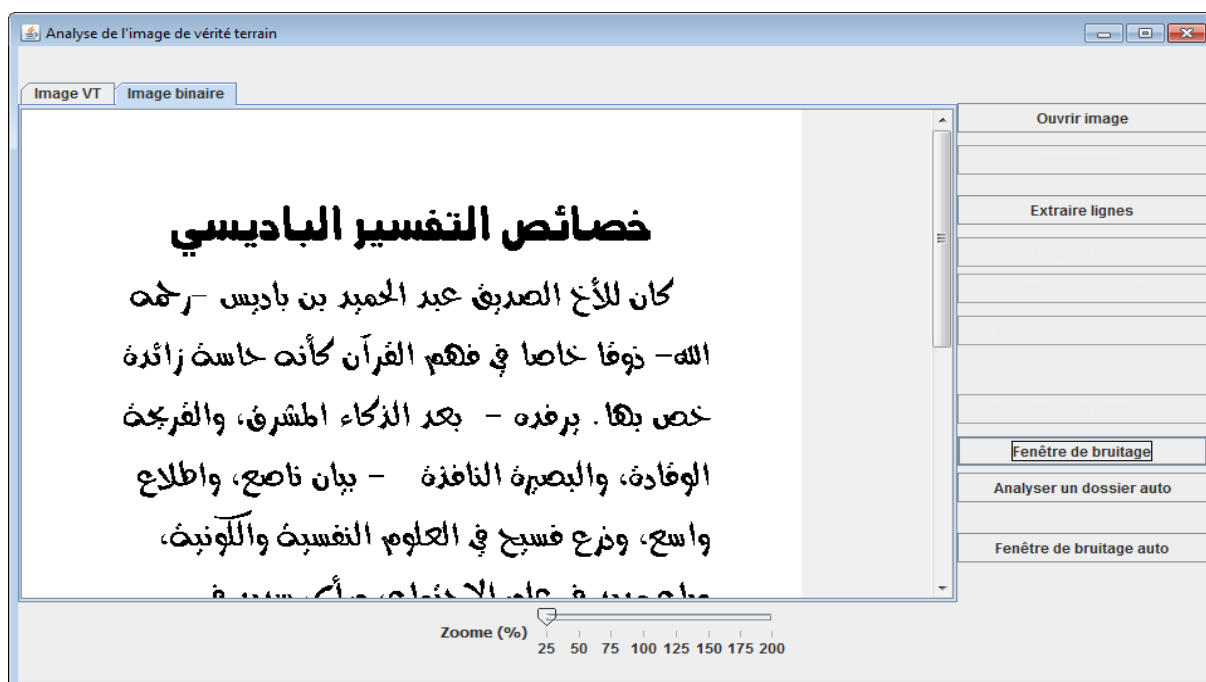 Analyse de l'image de vérité terrain
Image VT
Image binaire
خصائص التفسير الباديسي
كان للأخ الصديق عبد الحميد بن باديس -رحمه
الله- ذوقا خاصا في فهم القرآن كأنه حاسة زائدة
خص بها. يرفده - بعد الذكاء المشرق، والقريحة
الوقادة، والبصيرة النافذة - بيان ناصع، واطلاع
واسع، وذرع فسيح في العلوم النفسية والكونية،
Ouvrir image
Extraire lignes
Fenêtre de bruitage
Analyser un dossier auto
Fenêtre de bruitage auto
Zoome (%)
25 50 75 100 125 150 175 200